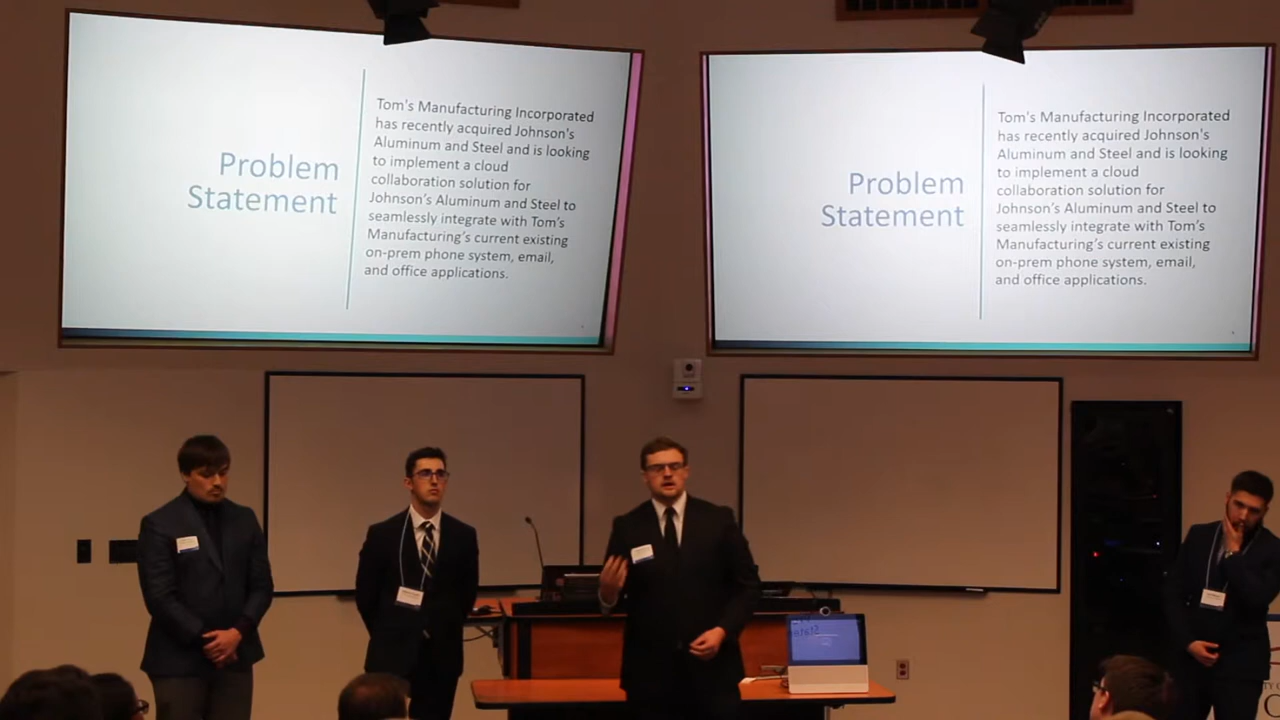 Problem
Statement
Tom's Manufacturing Incorporated
has recently acquired Johnson's
Aluminum and Steel and is looking
to implement a cloud
collaboration solution for
Johnson's Aluminum and Steel to
seamlessly integrate with Tom's
Manufacturing's current existing
on-prem phone system, email,
and office applications.
Problem
Statement
Tom's Manufacturing Incorporated
has recently acquired Johnson's
Aluminum and Steel and is looking
to implement a cloud
collaboration solution for
Johnson's Aluminum and Steel to
seamlessly integrate with Tom's
Manufacturing's current existing
on-prem phone system, email,
and office applications.